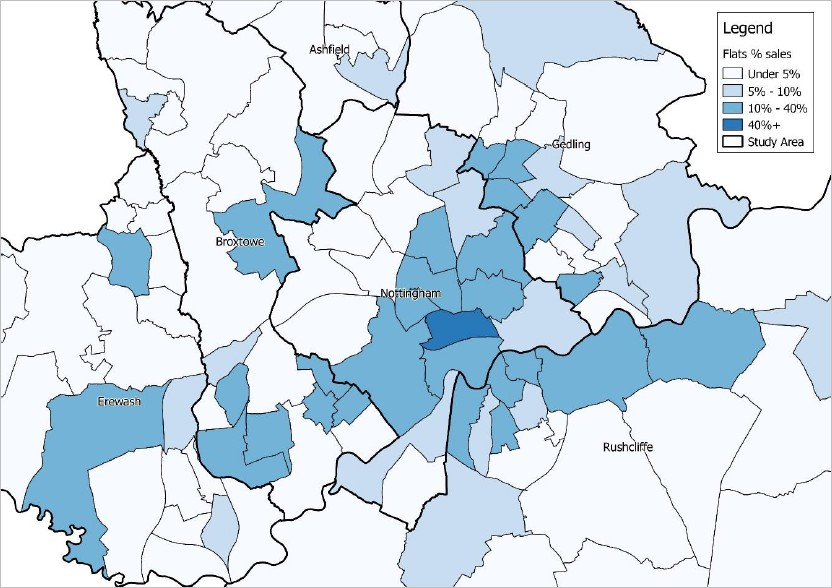 Legend
Flats % sales
Under 5%
5% - 10%
10% - 40%
40%+
Study Area
Ashfield
Gedling
Broxtowe
Nottingham
Erewash
Rushcliffe